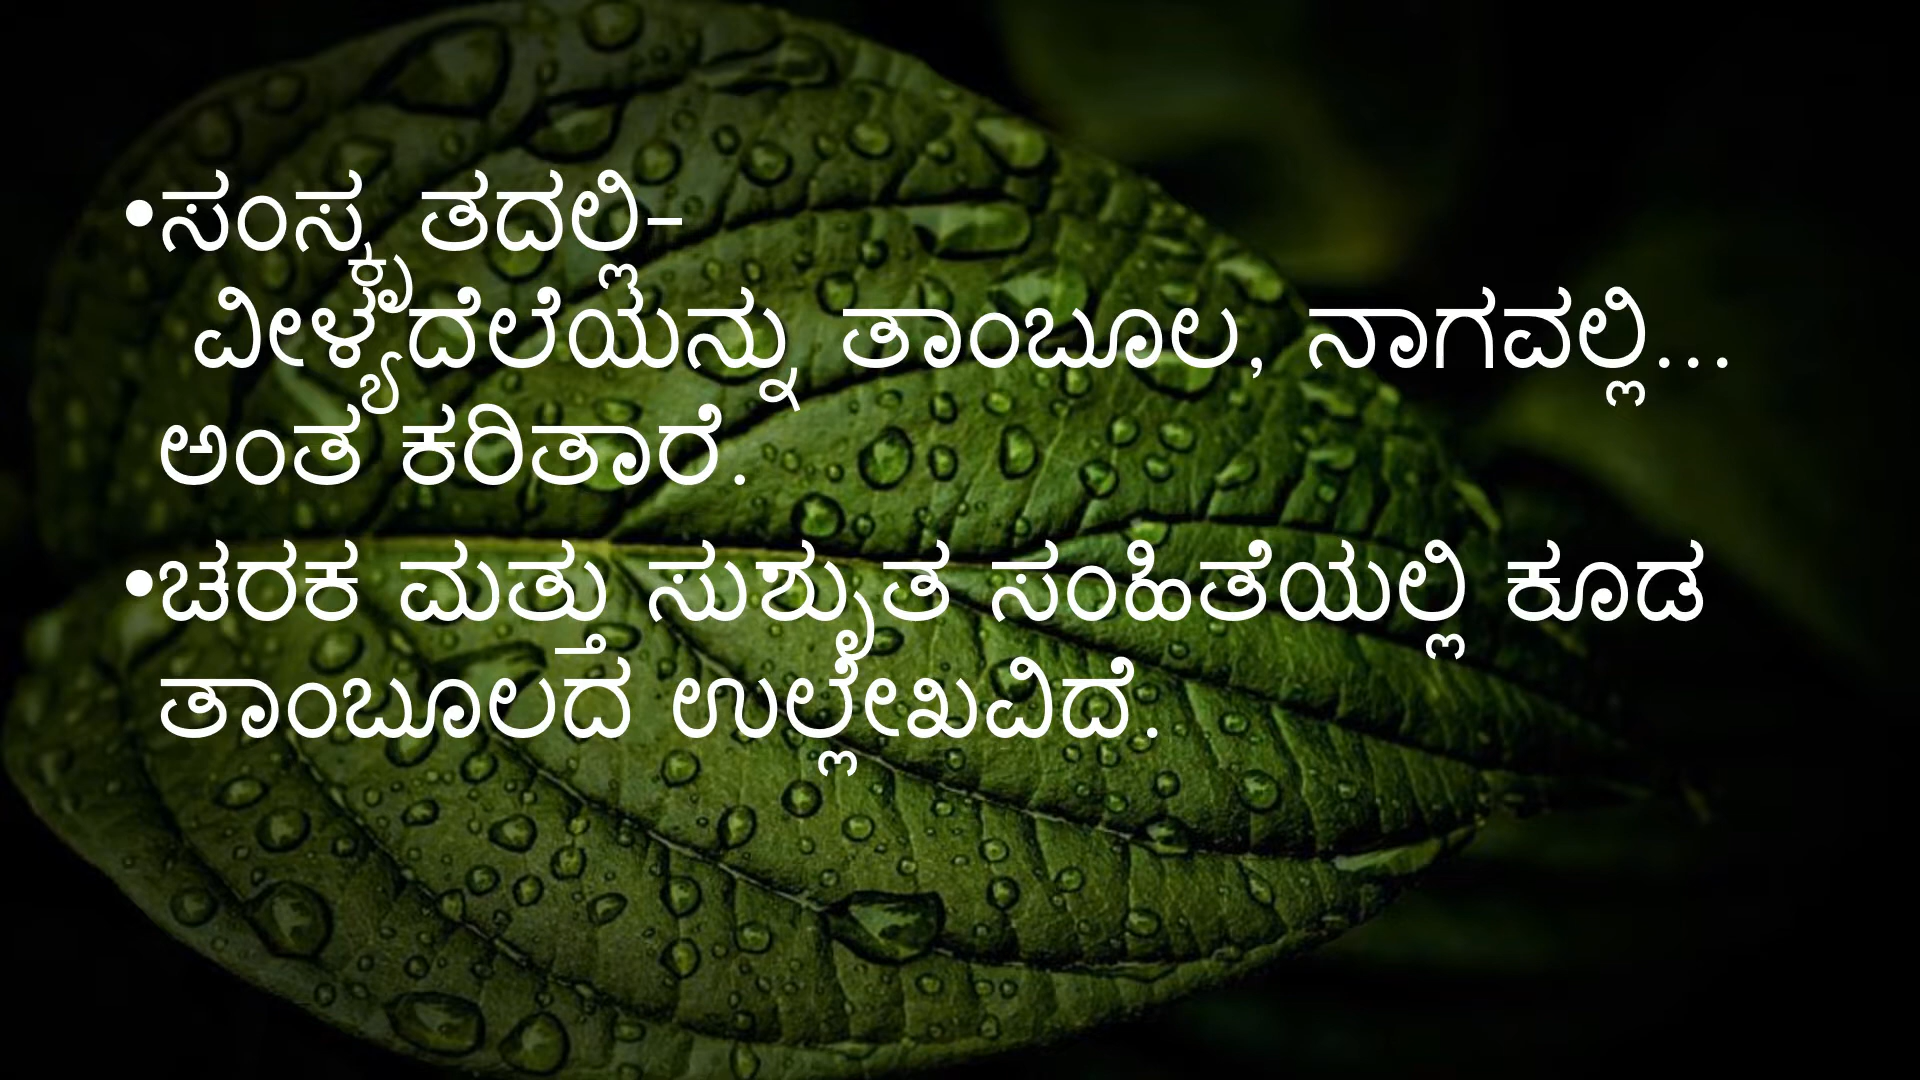 •ಸಂಸ್ಕೃತದಲ್ಲಿ-
ವೀಳ್ಯದೆಲೆಯನ್ನು ತಾಂಬೂಲ, ನಾಗವಲ್ಲಿ...
ಅಂತ ಕರಿತಾರೆ.
•ಚರಕ ಮತ್ತು ಸುಶ್ರುತ ಸಂಹಿತೆಯಲ್ಲಿ ಕೂಡ
ತಾಂಬೂಲದ ಉಲ್ಲೇಖವಿದೆ.